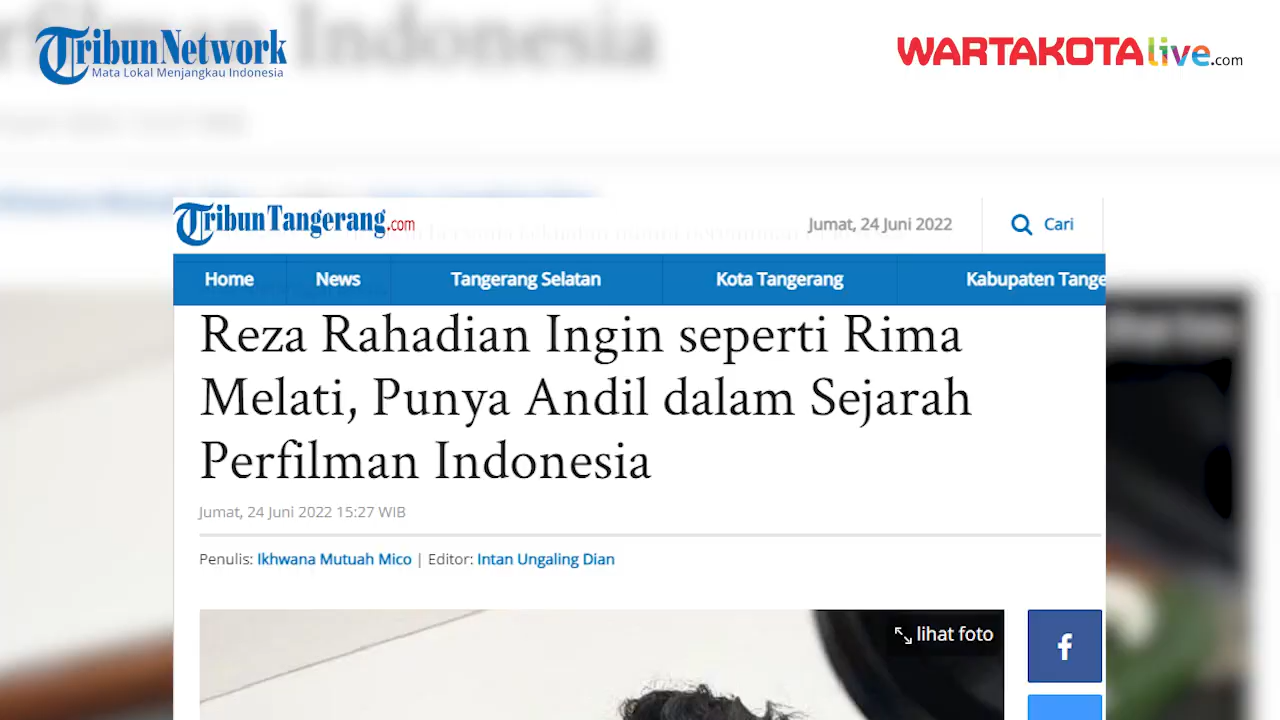 TribunNetwork
Mata Lokal Menjangkau Indonesia
WARTAKOTAlive.com
TribunTangerang.com
Jumat, 24 Juni 2022
Cari
Home
News
Tangerang Selatan
Kota Tangerang
Kabupaten Tange
Reza Rahadian Ingin seperti Rima
Melati, Punya Andil dalam Sejarah
Perfilman Indonesia
Jumat, 24 Juni 2022 15:27 WIB
Penulis: Ikhwana Mutuah Mico | Editor: Intan Ungaling Dian
lihat foto
f